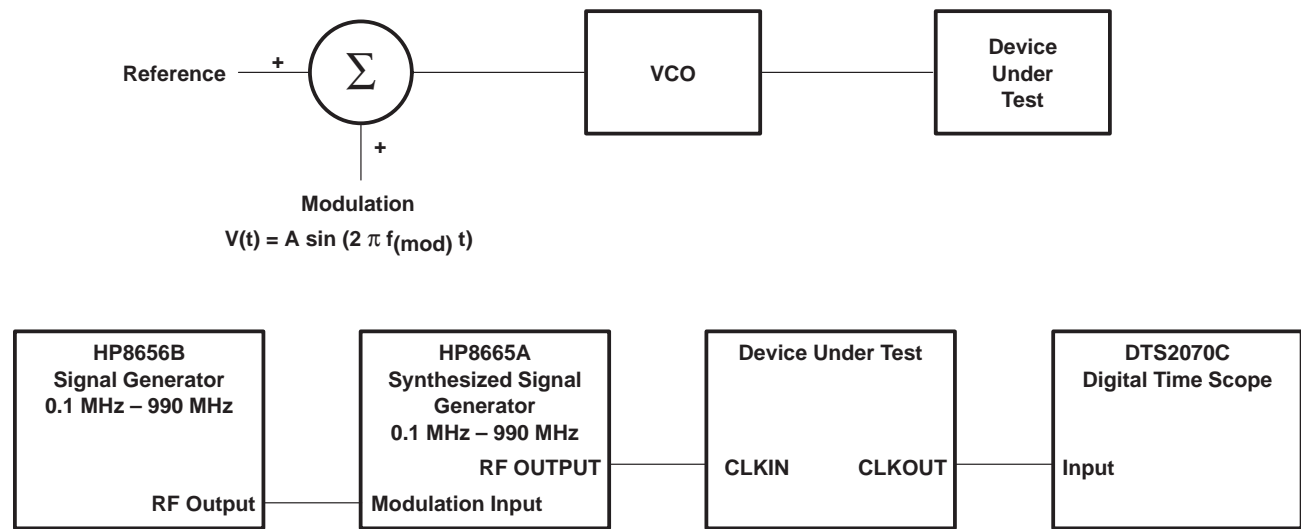 Reference
+
Σ
+
VCO
Device
Under
Test
Modulation
V(t) = A sin (2 π f(mod) t)
HP8656B
Signal Generator
0.1 MHz – 990 MHz
RF Output
HP8665A
Synthesized Signal
Generator
0.1 MHz – 990 MHz
RF OUTPUT
Modulation Input
Device Under Test
CLKIN
CLKOUT
DTS2070C
Digital Time Scope
Input